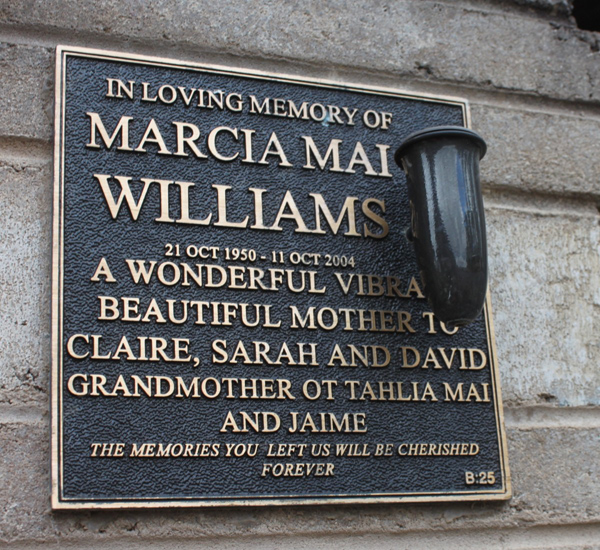 IN LOVING MEMORY OF
MARCIA MAI
WILLIAMS
21 OCT 1950 - 11 OCT 2004
A WONDERFUL VIBRA
BEAUTIFUL MOTHER TO
CLAIRE, SARAH AND DAVID
GRANDMOTHER OT TAHLIA MAI
AND JAIME
THE MEMORIES YOU LEFT US WILL BE CHERISHED
FOREVER
B:25